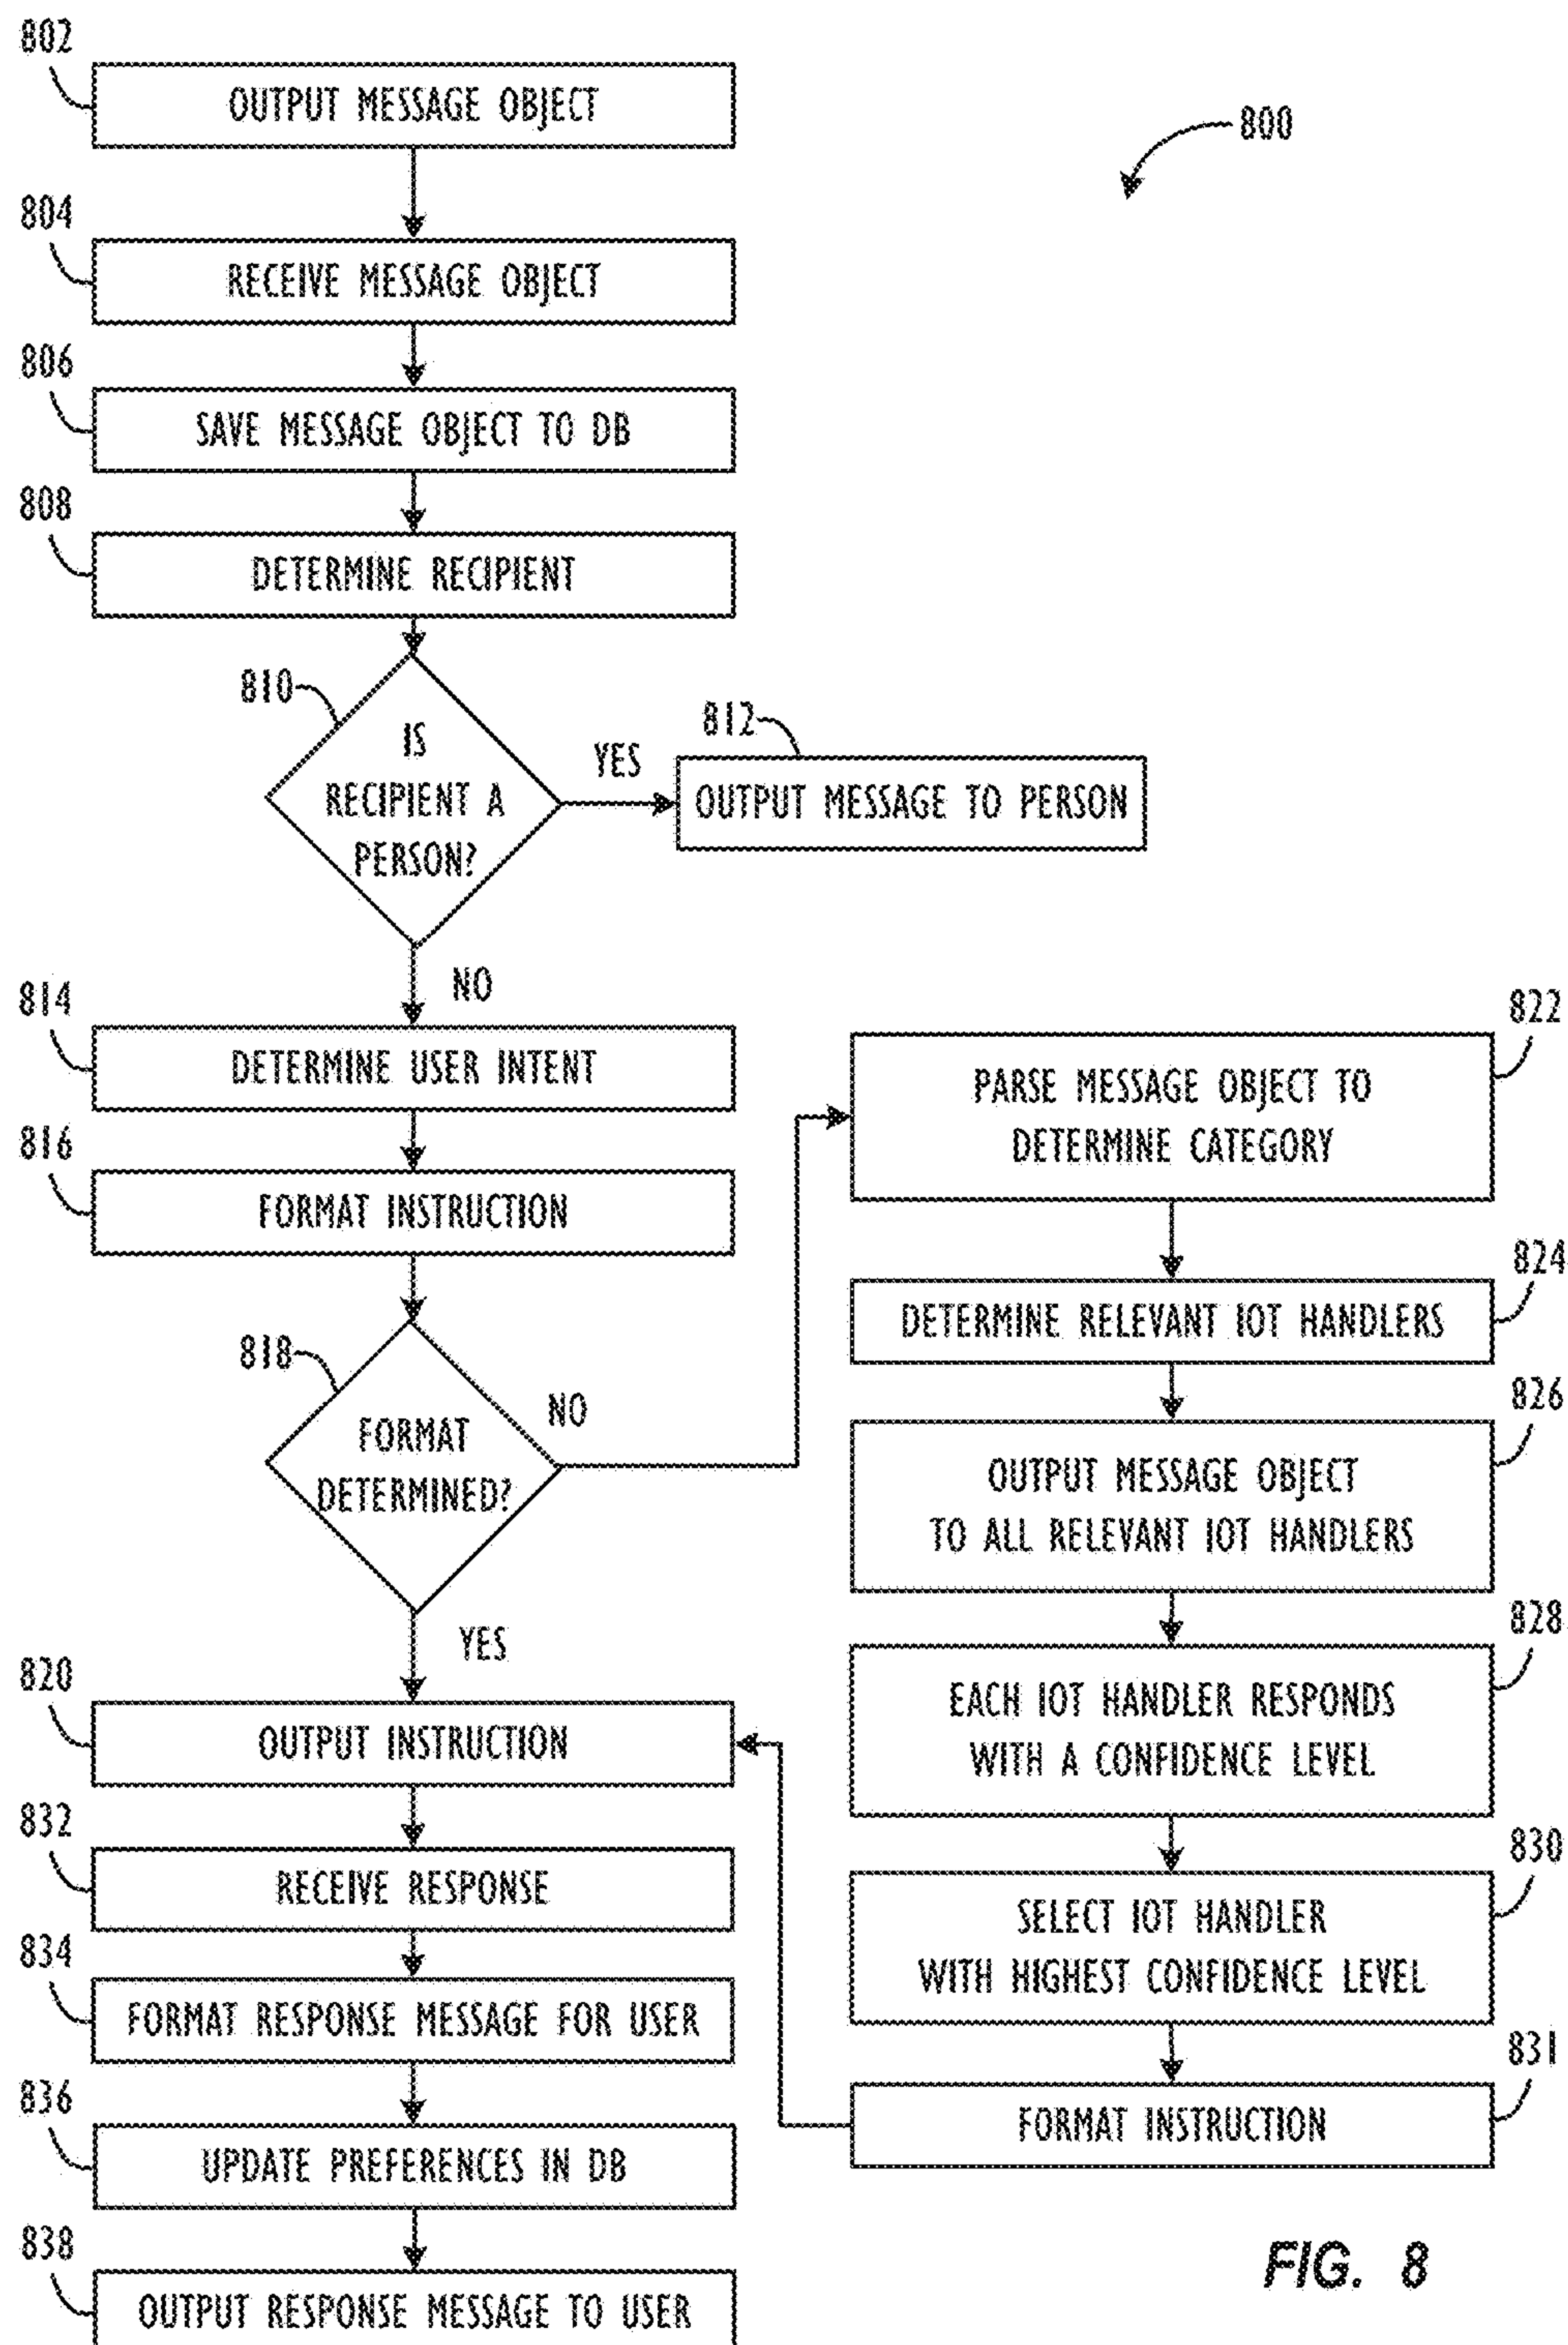 802
OUTPUT MESSAGE OBJECT
800
804
RECEIVE MESSAGE OBJECT
806
SAVE MESSAGE OBJECT TO DB
808
DETERMINE RECIPIENT
810
IS
RECIPIENT A
PERSON?
YES
812
OUTPUT MESSAGE TO PERSON
NO
814
DETERMINE USER INTENT
816
FORMAT INSTRUCTION
818
FORMAT
DETERMINED?
NO
YES
822
PARSE MESSAGE OBJECT TO
DETERMINE CATEGORY
824
DETERMINE RELEVANT IOT HANDLERS
826
OUTPUT MESSAGE OBJECT
TO ALL RELEVANT IOT HANDLERS
828
EACH IOT HANDLER RESPONDS
WITH A CONFIDENCE LEVEL
830
SELECT IOT HANDLER
WITH HIGHEST CONFIDENCE LEVEL
831
FORMAT INSTRUCTION
820
OUTPUT INSTRUCTION
832
RECEIVE RESPONSE
834
FORMAT RESPONSE MESSAGE FOR USER
836
UPDATE PREFERENCES IN DB
838
OUTPUT RESPONSE MESSAGE TO USER
FIG. 8